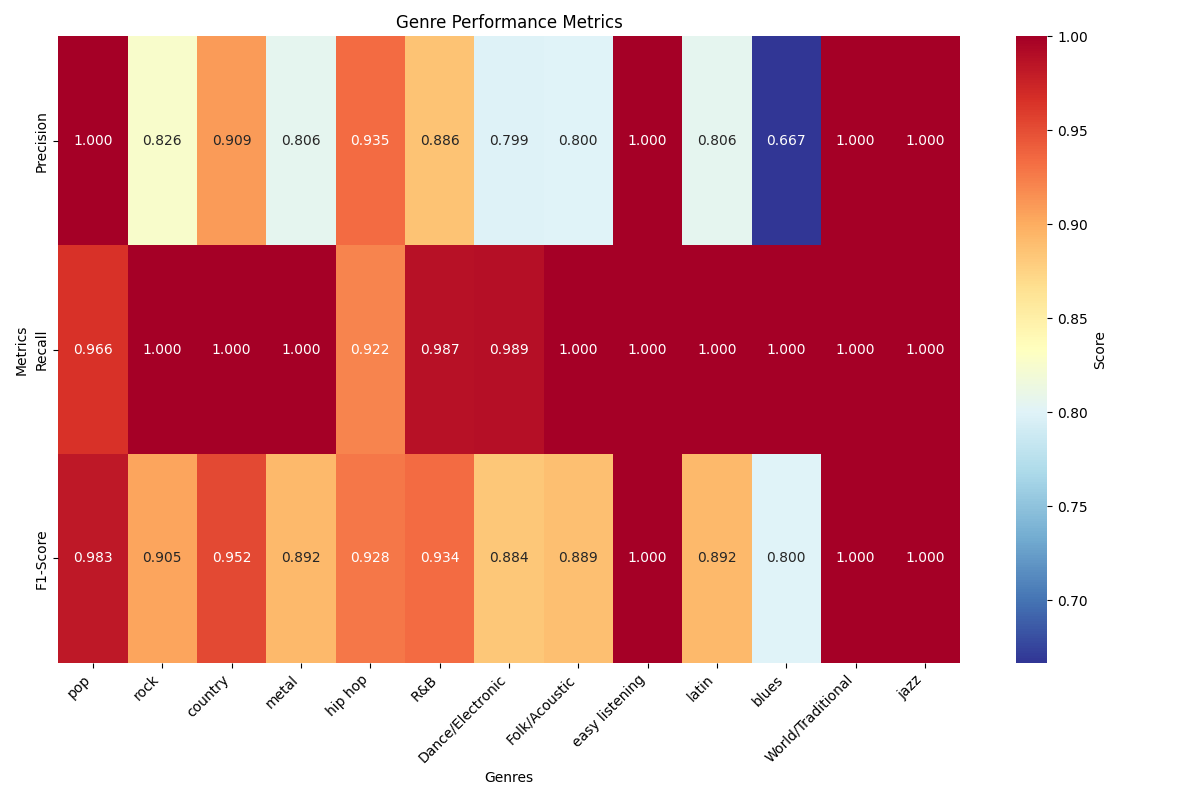 Genre Performance Metrics
Precision
1.000 0.826 0.909 0.806 0.935 0.886 0.799 0.800 1.000 0.806 0.667 1.000 1.000
Metrics
Recall
0.966 1.000 1.000 1.000 0.922 0.987 0.989 1.000 1.000 1.000 1.000 1.000 1.000
F1-Score
0.983 0.905 0.952 0.892 0.928 0.934 0.884 0.889 1.000 0.892 0.800 1.000 1.000
pop rock country metal hip hop R&B Dance/Electronic Folk/Acoustic easy listening latin blues World/Traditional jazz
Genres
1.00
0.95
0.90
0.85
0.80
0.75
0.70
Score